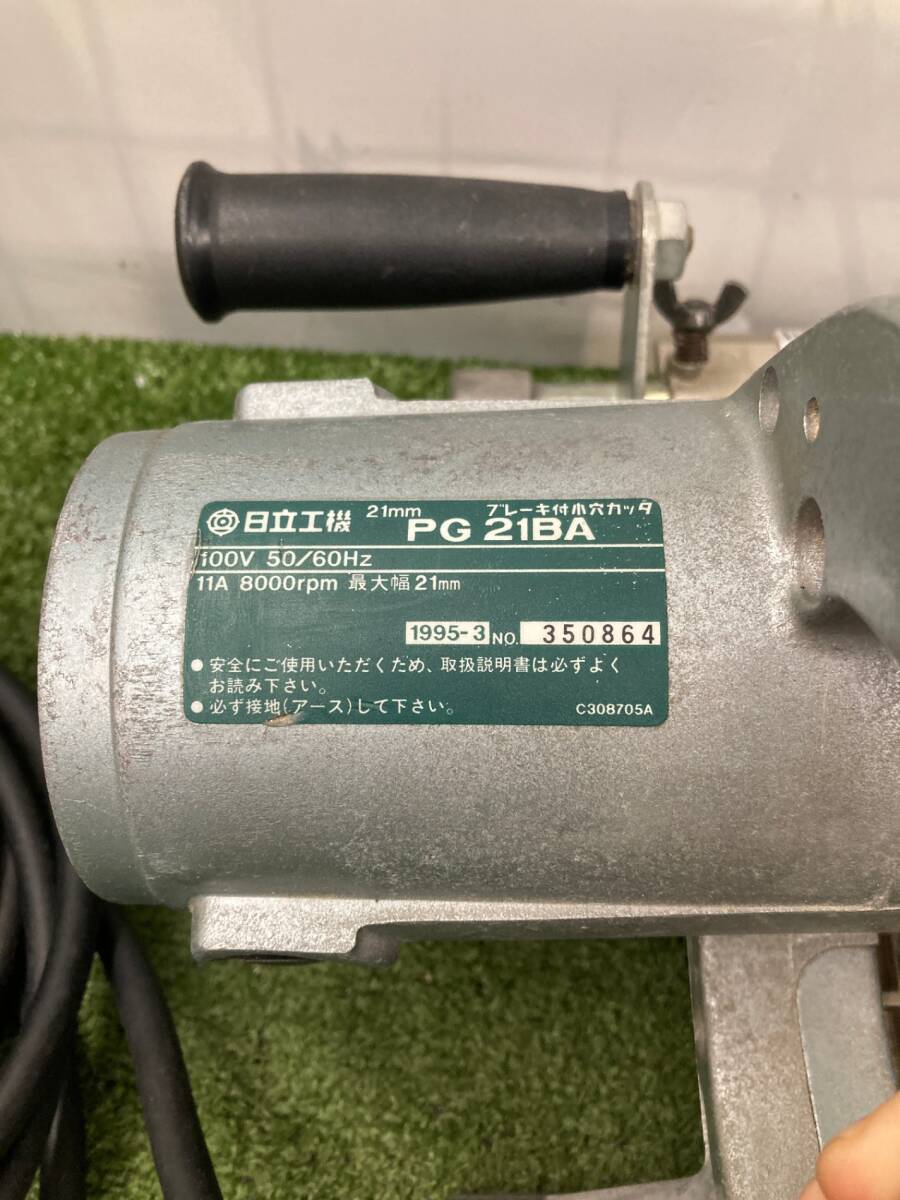 日立工機 21mm ブレーキ付小穴カッタ
PG 21BA
100V 50/60Hz
11A 8000rpm 最大幅21mm
1995-3 NO. 350864
● 安全にご使用いただくため、取扱説明書は必ずよく
お読み下さい。
● 必ず接地(アース)して下さい。
C308705A